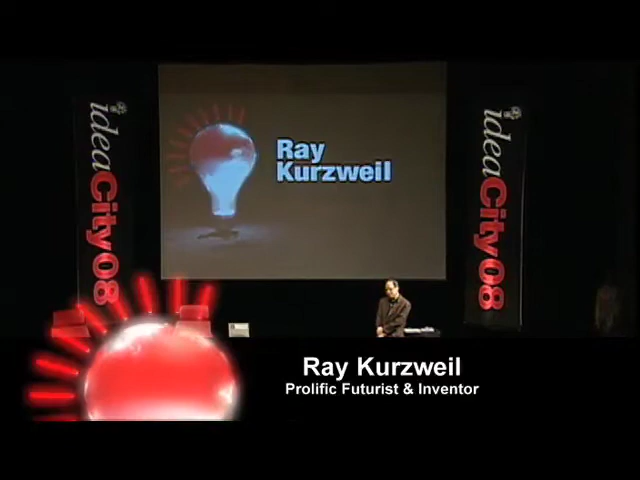 ideaCity08
Ray
Kurzweil
ideaCity08
Ray Kurzweil
Prolific Futurist & Inventor